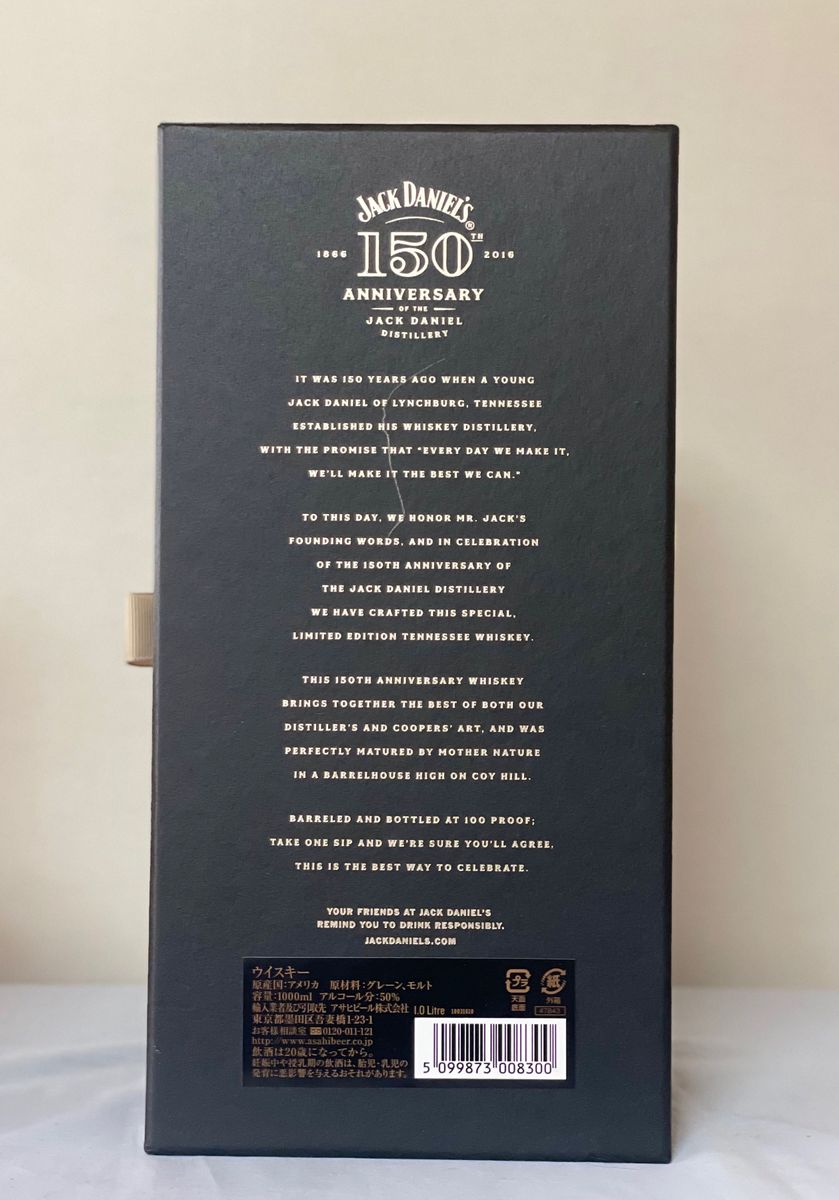 JACK DANIEL'S®
1866 150TH 2016
ANNIVERSARY
OF THE
JACK DANIEL
DISTILLERY
IT WAS 150 YEARS AGO WHEN A YOUNG
JACK DANIEL OF LYNCHBURG, TENNESSEE
ESTABLISHED HIS WHISKEY DISTILLERY,
WITH THE PROMISE THAT "EVERY DAY WE MAKE IT,
WE'LL MAKE IT THE BEST WE CAN."
TO THIS DAY, WE HONOR MR. JACK'S
FOUNDING WORDS, AND IN CELEBRATION
OF THE 150TH ANNIVERSARY OF
THE JACK DANIEL DISTILLERY
WE HAVE CRAFTED THIS SPECIAL,
LIMITED EDITION TENNESSEE WHISKEY.
THIS 150TH ANNIVERSARY WHISKEY
BRINGS TOGETHER THE BEST OF BOTH OUR
DISTILLER'S AND COOPERS' ART, AND WAS
PERFECTLY MATURED BY MOTHER NATURE
IN A BARRELHOUSE HIGH ON COY HILL.
BARRELED AND BOTTLED AT 100 PROOF;
TAKE ONE SIP AND WE'RE SURE YOU'LL AGREE,
THIS IS THE BEST WAY TO CELEBRATE.
YOUR FRIENDS AT JACK DANIEL'S
REMIND YOU TO DRINK RESPONSIBLY.
JACKDANIELS.COM
ウイスキー
原産国:アメリカ 原材料:グレーン、モルト
容量:1000ml アルコール分:50%
輸入業者及び引取先 アサヒビール株式会社
東京都墨田区吾妻橋1-23-1
お客様相談室 0120-011-121
http://www.asahibeer.co.jp
飲酒は20歳になってから。
妊娠中や授乳期の飲酒は、胎児・乳児の
発育に悪影響を与えるおそれがあります。
1.0 Litre
プラ 紙
天面 外箱
底面 47843
5 099873 008300